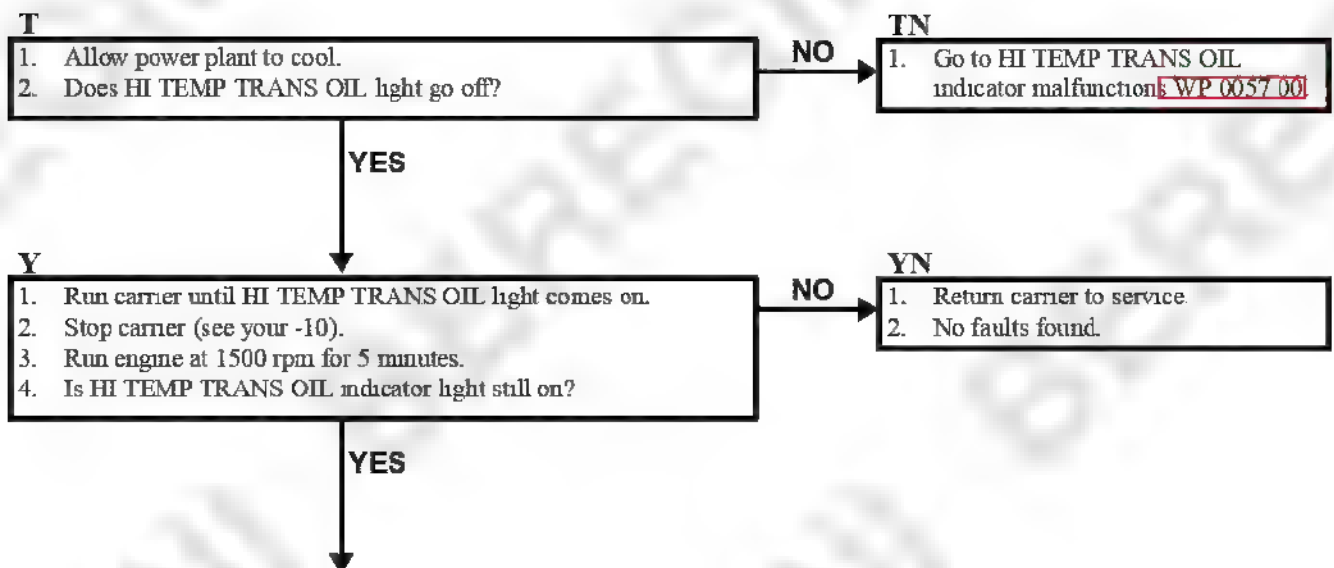 T
1. Allow power plant to cool.
2. Does HI TEMP TRANS OIL light go off?
NO
TN
1. Go to HI TEMP TRANS OIL
indicator malfunctions WP 0057 00.
YES
Y
1. Run carrier until HI TEMP TRANS OIL light comes on.
2. Stop carrier (see your -10).
3. Run engine at 1500 rpm for 5 minutes.
4. Is HI TEMP TRANS OIL indicator light still on?
NO
YN
1. Return carrier to service.
2. No faults found.
YES